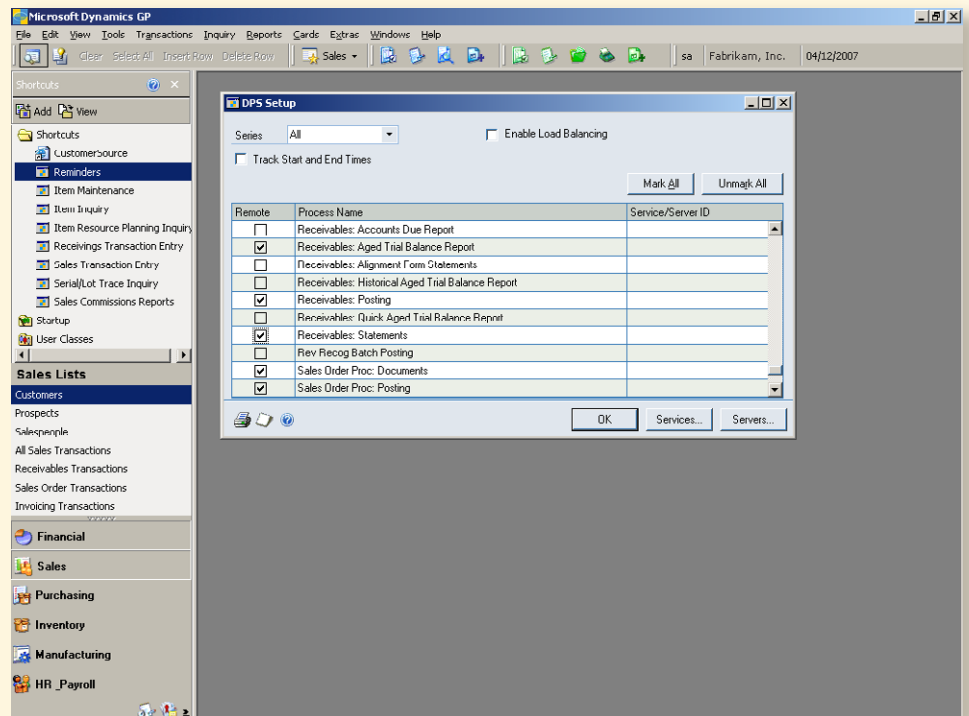 Microsoft Dynamics GP
File Edit View Tools Transactions Inquiry Reports Cards Extras Windows Help
Clear Select All Insert Row Delete Row Sales sa Fabrikam, Inc. 04/12/2007
Shortcuts
Add View
Shortcuts
CustomerSource
Reminders
Item Maintenance
Item Inquiry
Item Resource Planning Inquiry
Receivings Transaction Entry
Sales Transaction Entry
Serial/Lot Trace Inquiry
Sales Commissions Reports
Startup
User Classes
Sales Lists
Customers
Prospects
Salespeople
All Sales Transactions
Receivables Transactions
Sales Order Transactions
Invoicing Transactions
Financial
Sales
Purchasing
Inventory
Manufacturing
HR _Payroll
DPS Setup
Series All Enable Load Balancing
Track Start and End Times
Mark All Unmark All
Remote Process Name Service/Server ID
Receivables: Accounts Due Report
Receivables: Aged Trial Balance Report
Receivables: Alignment Form Statements
Receivables: Historical Aged Trial Balance Report
Receivables: Posting
Receivables: Quick Aged Trial Balance Report
Receivables: Statements
Rev Recog Batch Posting
Sales Order Proc: Documents
Sales Order Proc: Posting
OK Services... Servers...